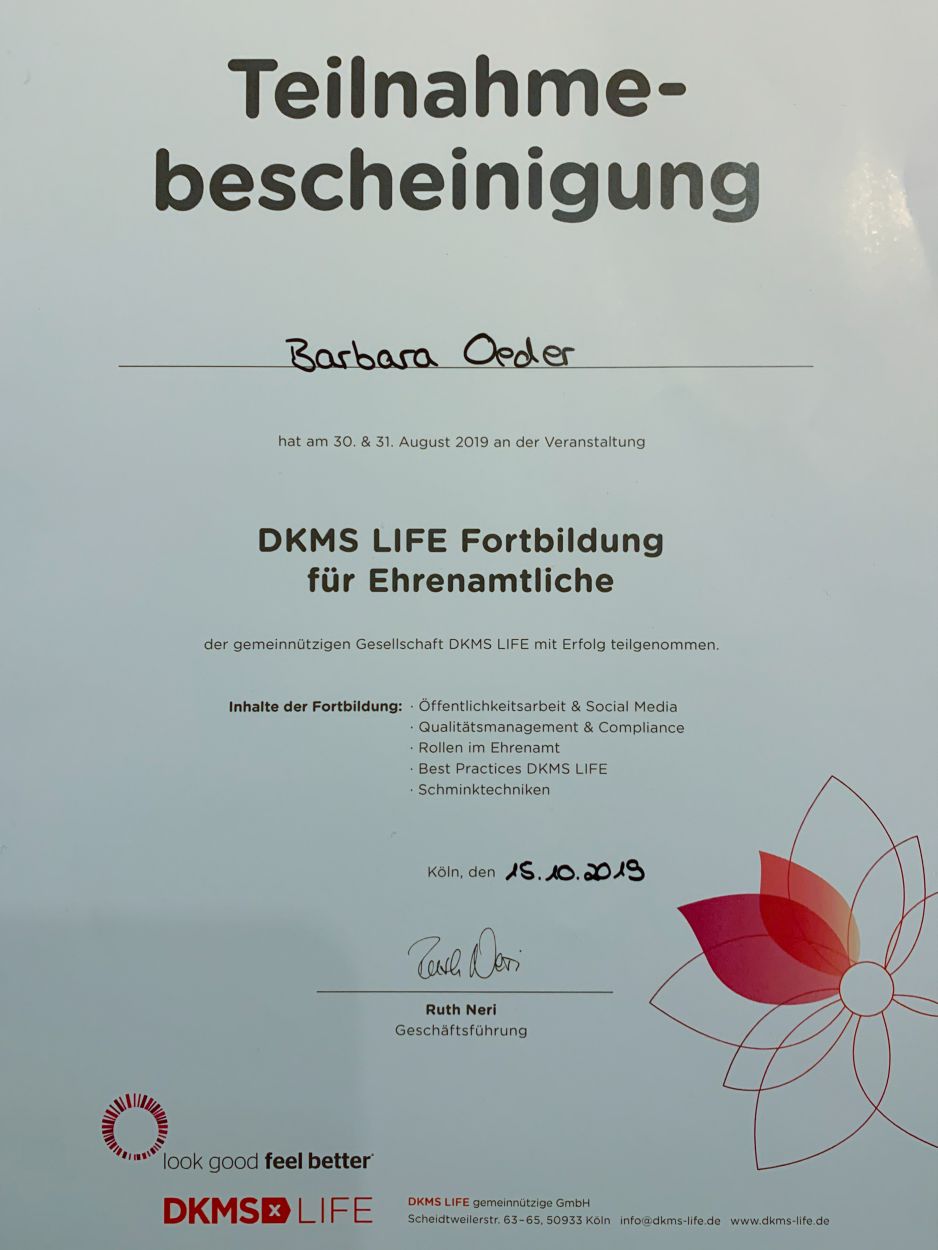 Teilnahme-
bescheinigung
Barbara Oeder
hat am 30. & 31. August 2019 an der Veranstaltung
DKMS LIFE Fortbildung
für Ehrenamtliche
der gemeinnützigen Gesellschaft DKMS LIFE mit Erfolg teilgenommen.
Inhalte der Fortbildung: · Öffentlichkeitsarbeit & Social Media
· Qualitätsmanagement & Compliance
· Rollen im Ehrenamt
· Best Practices DKMS LIFE
· Schminktechniken
Köln, den 15.10.2019
Ruth Neri
Ruth Neri
Geschäftsführung
look good feel better
DKMS x LIFE
DKMS LIFE gemeinnützige GmbH
Scheidtweilerstr. 63–65, 50933 Köln info@dkms-life.de www.dkms-life.de